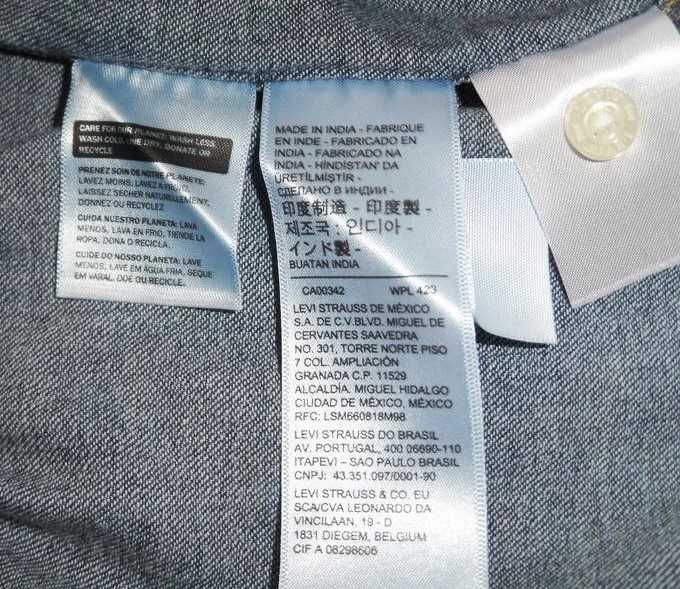 CARE FOR OUR PLANET: WASH LESS,
WASH COLD, LINE DRY, DONATE OR
RECYCLE
PRENEZ SOIN DE NOTRE PLANÈTE:
LAVEZ MOINS, LAVEZ À FROID,
LAISSEZ SÉCHER NATURELLEMENT,
DONNEZ OU RECYCLEZ
CUIDA NUESTRO PLANETA: LAVA
MENOS, LAVA EN FRÍO, TIENDE LA
ROPA, DONA O RECICLA.
CUIDE DO NOSSO PLANETA: LAVE
MENOS, LAVE EM ÁGUA FRIA, SEQUE
EM VARAL, DOE OU RECICLE.
MADE IN INDIA - FABRIQUE
EN INDE - FABRICADO EN
INDIA - FABRICADO NA
INDIA - HİNDİSTAN' DA
ÜRETİLMİŞTİR -
СДЕЛАНО В ИНДИИ -
印度制造 - 印度製 -
제조국 : 인디아 -
インド製 -
BUATAN INDIA
CA00342 WPL 423
LEVI STRAUSS DE MÉXICO
S.A. DE C.V.BLVD. MIGUEL DE
CERVANTES SAAVEDRA
NO. 301, TORRE NORTE PISO
7 COL. AMPLIACIÓN
GRANADA C.P. 11529
ALCALDÍA, MIGUEL HIDALGO
CIUDAD DE MÉXICO, MÉXICO
RFC: LSM660818M98
LEVI STRAUSS DO BRASIL
AV. PORTUGAL, 400 06690-110
ITAPEVI – SAO PAULO BRASIL
CNPJ: 43.351.097/0001-90
LEVI STRAUSS & CO. EU
SCA/CVA LEONARDO DA
VINCILAAN, 19 - D
1831 DIEGEM, BELGIUM
CIF A 08298606